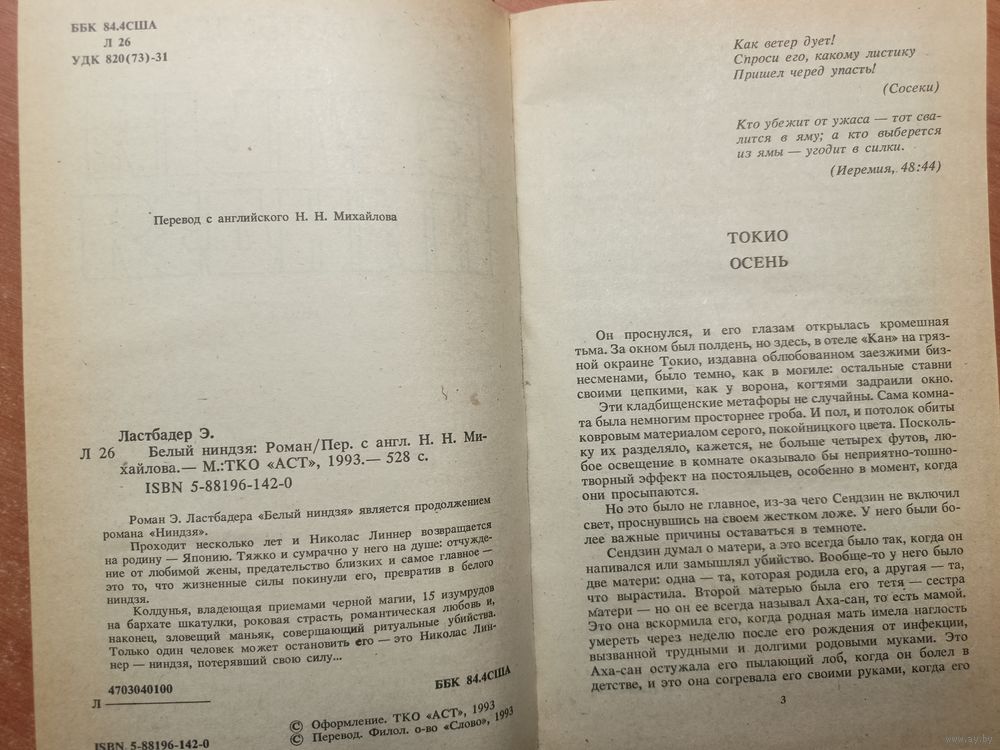 ББК 84.4США
Л 26
УДК 820(73)-31
Перевод с английского Н. Н. Михайлова
Ластбадер Э.
Л 26 Белый ниндзя: Роман/Пер. с англ. Н. Н. Ми-
хайлова.— М.:ТКО «АСТ», 1993.— 528 с.
ISBN 5-88196-142-0
Роман Э. Ластбадера «Белый ниндзя» является продолжением
романа «Ниндзя».
Проходит несколько лет и Николас Линнер возвращается
на родину — Японию. Тяжко и сумрачно у него на душе: отчужде-
ние от любимой жены, предательство близких и самое главное —
это то, что жизненные силы покинули его, превратив в белого
ниндзя.
Колдунья, владеющая приемами черной магии, 15 изумрудов
на бархате шкатулки, роковая страсть, романтическая любовь и,
наконец, зловещий маньяк, совершающий ритуальные убийства.
Только один человек может остановить его — это Николас Лин-
нер — ниндзя, потерявший свою силу...
Л 4703040100
ББК 84.4США
ISBN 5-88196-142-0
© Оформление. ТКО «АСТ», 1993
© Перевод. Филол. о-во «Слово», 1993
Как ветер дует!
Спроси его, какому листику
Пришел черед упасть!
(Сосеки)
Кто убежит от ужаса — тот сва-
лится в яму; а кто выберется
из ямы — угодит в силки.
(Иеремия, 48:44)
ТОКИО
ОСЕНЬ
Он проснулся, и его глазам открылась кромешная
тьма. За окном был полдень, но здесь, в отеле «Кан» на гряз-
ной окраине Токио, издавна облюбованном заезжими биз-
несменами, было темно, как в могиле: остальные ставни
своими цепкими, как у ворона, когтями задраили окно.
Эти кладбищенские метафоры не случайны. Сама комна-
та была немногим просторнее гроба. И пол, и потолок обиты
ковровым материалом серого, покойницкого цвета. Посколь-
ку их разделяло, кажется, не больше четырех футов, лю-
бое освещение в комнате оказывало бы неприятно-тошно-
творный эффект на постояльцев, особенно в момент, когда
они просыпаются.
Но это было не главное, из-за чего Сендзин не включил
свет, проснувшись на своем жестком ложе. У него были бо-
лее важные причины оставаться в темноте.
Сендзин думал о матери, а это всегда было так, когда он
напивался или замышлял убийство. Вообще-то у него было
две матери: одна — та, которая родила его, а другая — та,
что вырастила. Второй матерью была его тетя — сестра
матери — но он ее всегда называл Аха-сан, то есть мамой.
Это она вскормила его, когда родная мать имела наглость
умереть через неделю после его рождения от инфекции,
вызванной трудными и долгими родовыми муками. Это
Аха-сан остужала его пылающий лоб, когда он болел в
детстве, и это она согревала его своими руками, когда его
3
www.ay.by